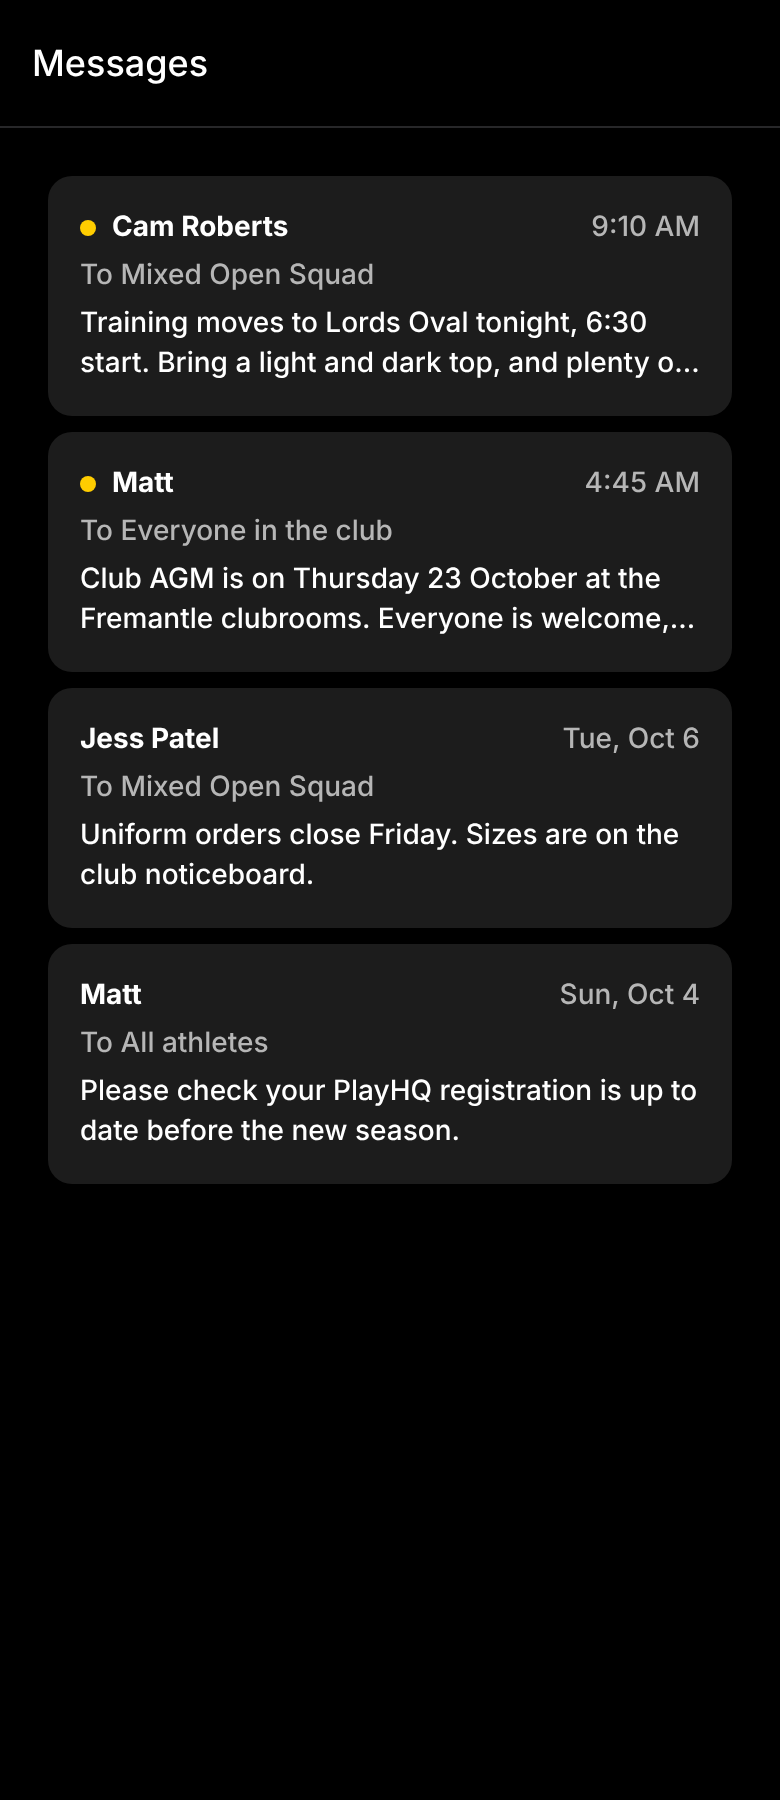 Messages
Cam Roberts 9:10 AM
To Mixed Open Squad
Training moves to Lords Oval tonight, 6:30
start. Bring a light and dark top, and plenty o...
Matt 4:45 AM
To Everyone in the club
Club AGM is on Thursday 23 October at the
Fremantle clubrooms. Everyone is welcome,...
Jess Patel Tue, Oct 6
To Mixed Open Squad
Uniform orders close Friday. Sizes are on the
club noticeboard.
Matt Sun, Oct 4
To All athletes
Please check your PlayHQ registration is up to
date before the new season.